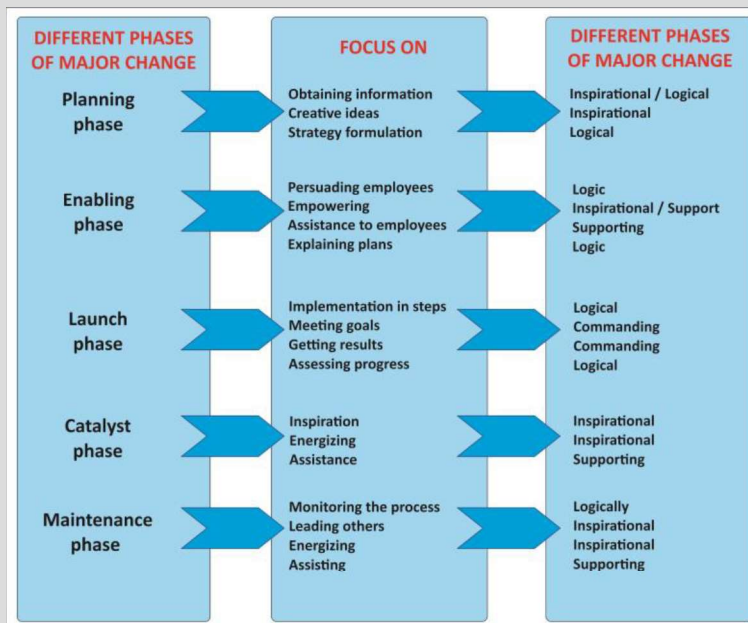 DIFFERENT PHASES
OF MAJOR CHANGE
Planning
phase
Enabling
phase
Launch
phase
Catalyst
phase
Maintenance
phase
FOCUS ON
Obtaining information
Creative ideas
Strategy formulation
Persuading employees
Empowering
Assistance to employees
Explaining plans
Implementation in steps
Meeting goals
Getting results
Assessing progress
Inspiration
Energizing
Assistance
Monitoring the process
Leading others
Energizing
Assisting
DIFFERENT PHASES
OF MAJOR CHANGE
Inspirational / Logical
Inspirational
Logical
Logic
Inspirational / Support
Supporting
Logic
Logical
Commanding
Commanding
Logical
Inspirational
Inspirational
Supporting
Logically
Inspirational
Inspirational
Supporting